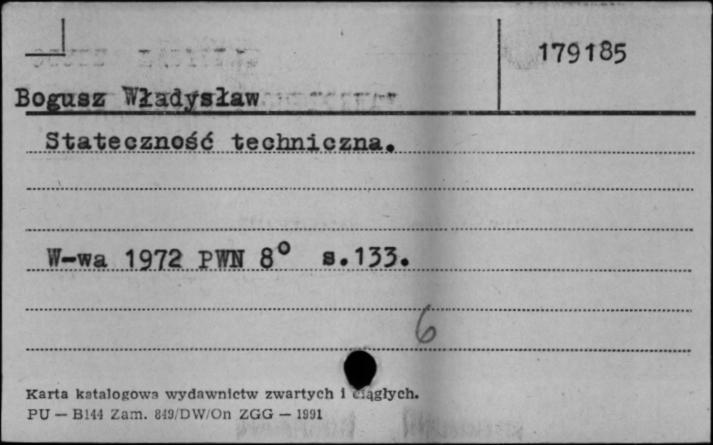 179185
Bogusz Władysław
Stateczność techniczna.
W-wa 1972 PWN 8° s.133.
6
Karta katalogowa wydawnictw zwartych i ciągłych.
PU — B144 Zam. 849/DW/On ZGG — 1991